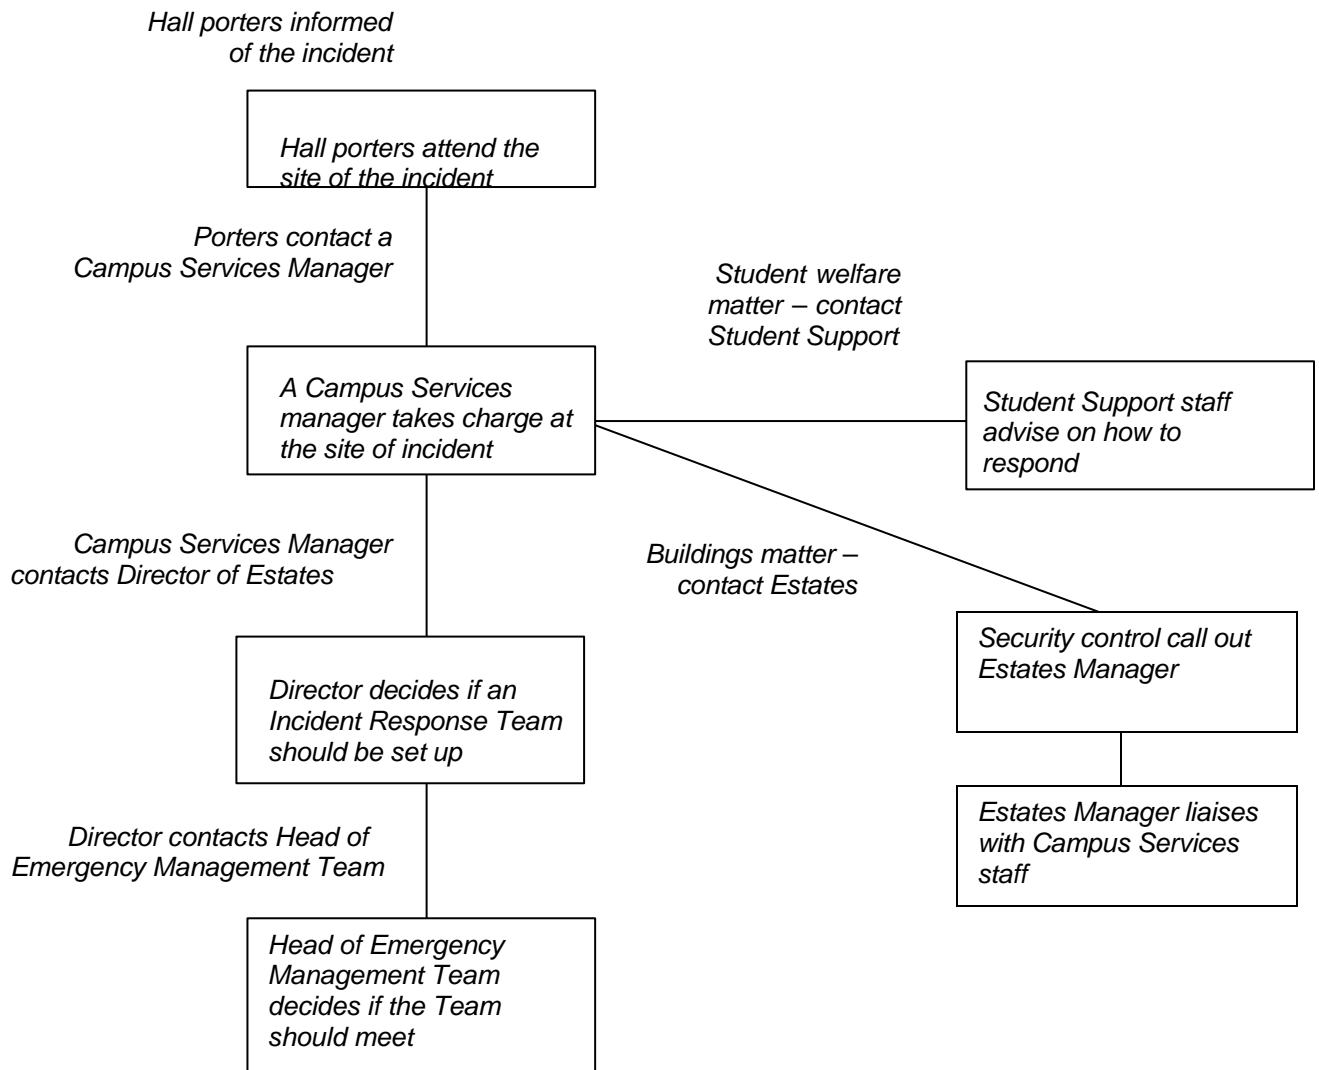 Hall porters informed
of the incident
Hall porters attend the
site of the incident
Porters contact a
Campus Services Manager
Student welfare
matter – contact
Student Support
A Campus Services
manager takes charge at
the site of incident
Student Support staff
advise on how to
respond
Campus Services Manager
contacts Director of Estates
Buildings matter –
contact Estates
Security control call out
Estates Manager
Director decides if an
Incident Response Team
should be set up
Estates Manager liaises
with Campus Services
staff
Director contacts Head of
Emergency Management Team
Head of Emergency
Management Team
decides if the Team
should meet